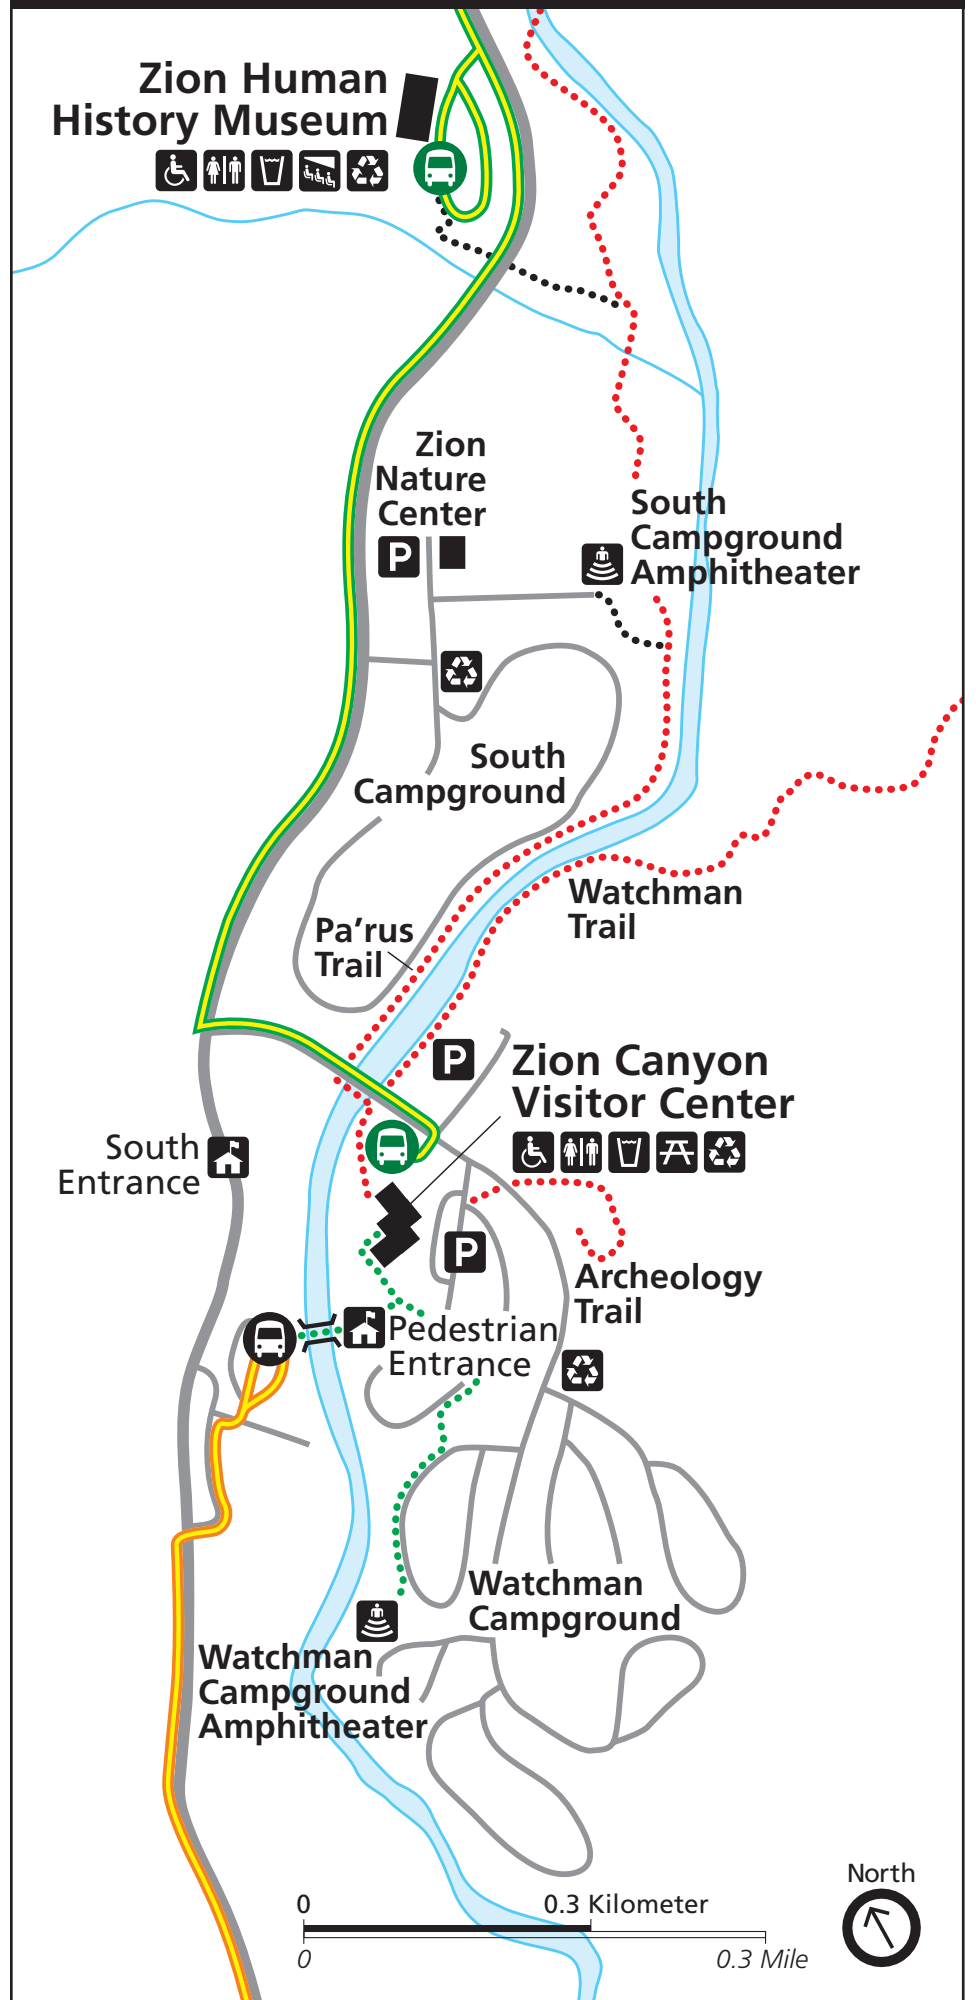 Zion Human
History Museum
Zion
Nature
Center
P
South
Campground
Amphitheater
South
Campground
Watchman
Trail
Pa'rus
Trail
P
Zion Canyon
Visitor Center
South
Entrance
P
Archeology
Trail
Pedestrian
Entrance
Watchman
Campground
Watchman
Campground
Amphitheater
North
0
0.3 Kilometer
0
0.3 Mile